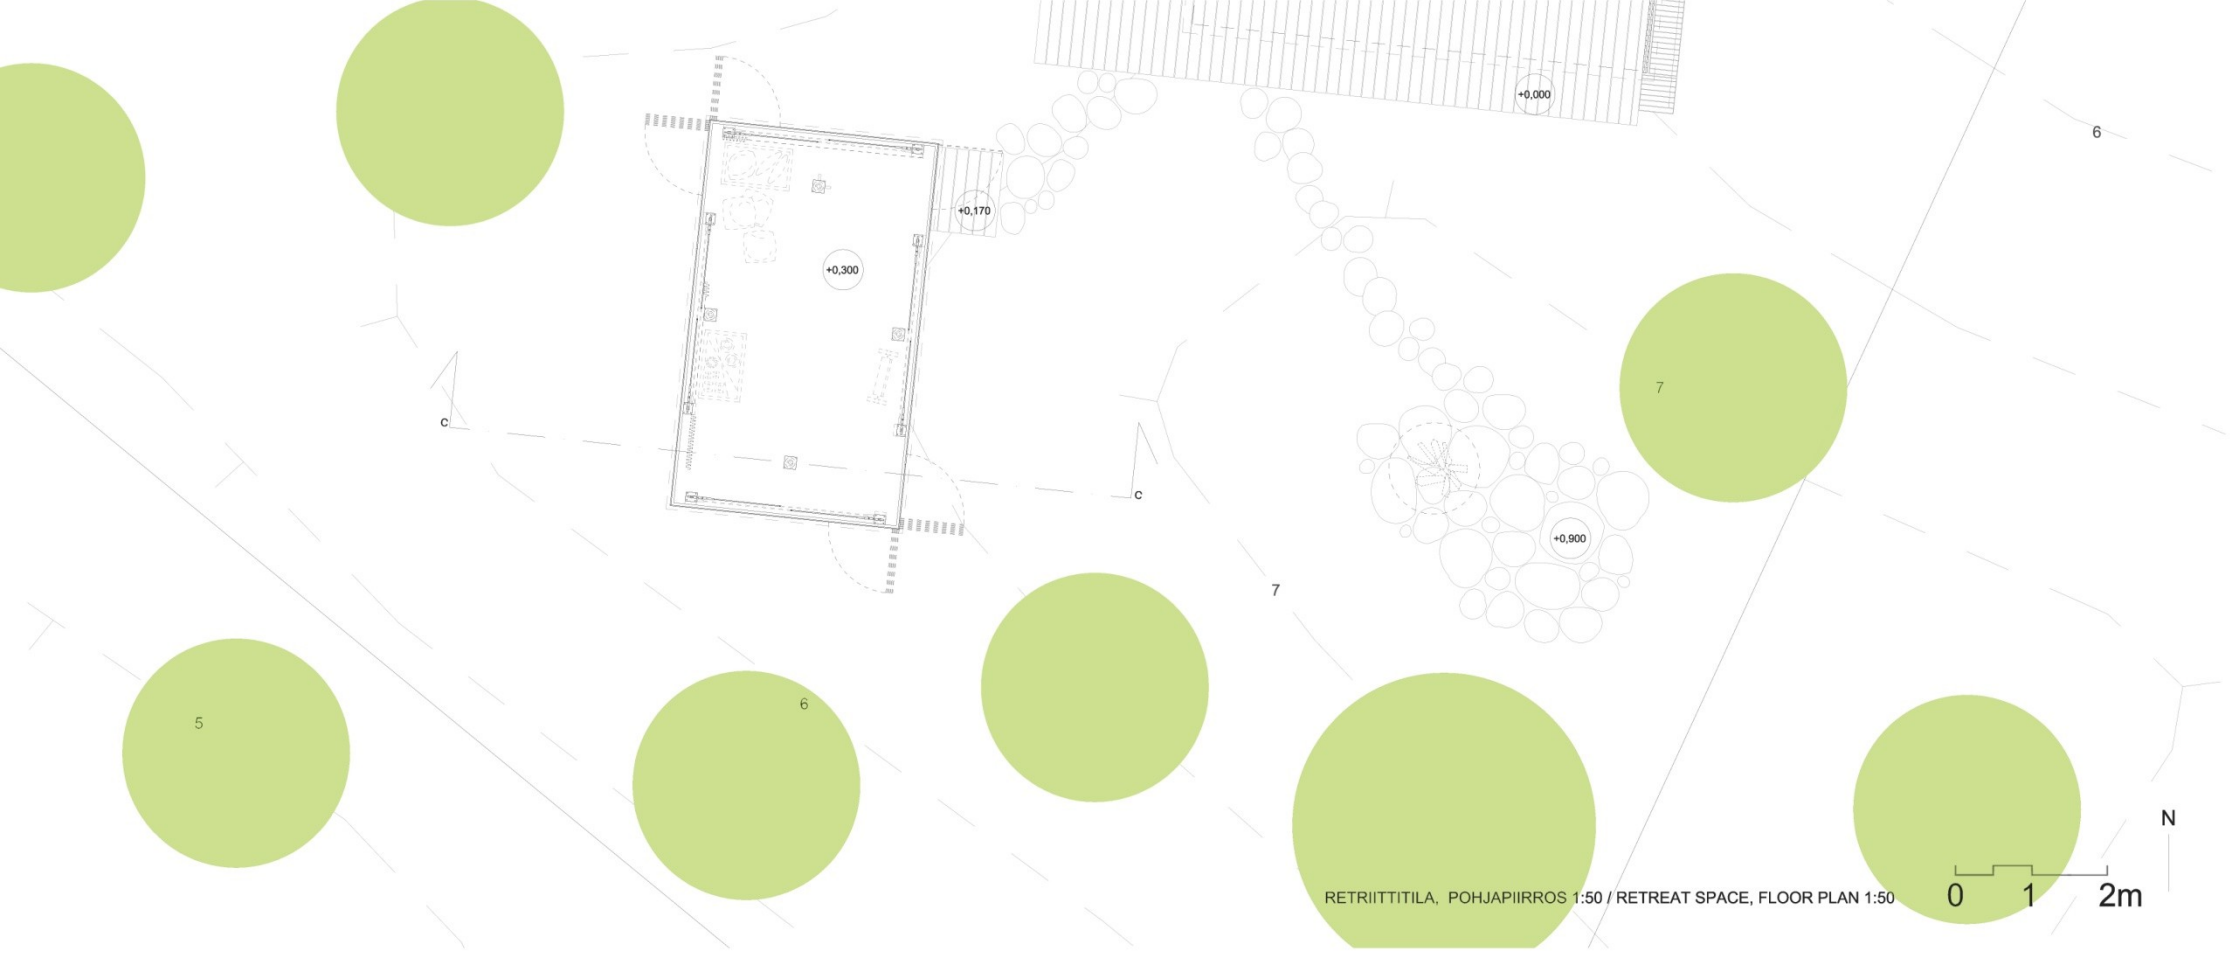 +0,000
6
+0,170
+0,300
7
C
C
+0,900
7
5
6
N
RETRIITTITILA, POHJAPIIRROS 1:50 / RETREAT SPACE, FLOOR PLAN 1:50
0 1 2m